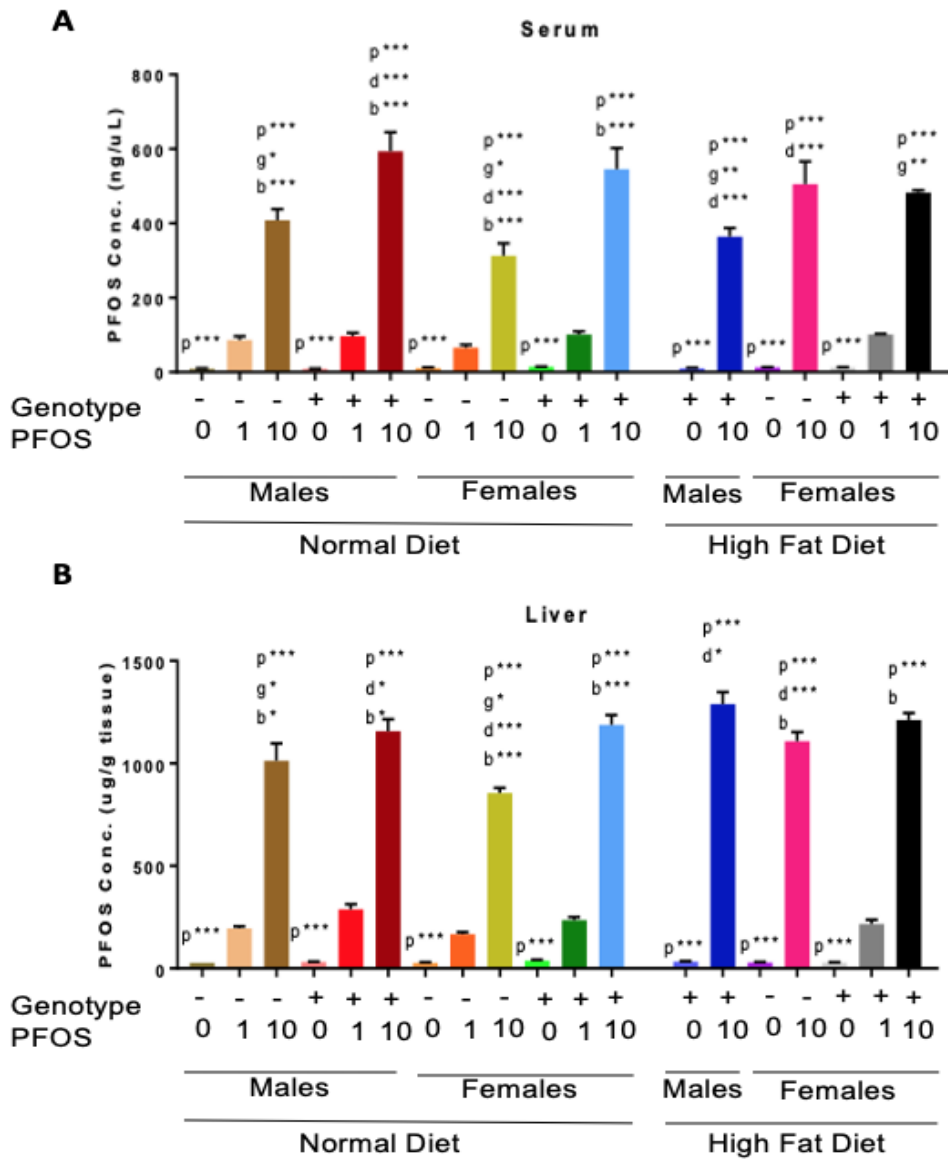 A
Serum
PFOS Conc. (ng/uL)
800
600
400
200
0
p***
p***
g*
b***
p***
p***
d***
b***
p***
p***
g*
d***
b***
p***
p***
b***
p***
p***
g**
d***
p***
p***
d***
p***
p***
g**
Genotype - - - + + + - - - + + + + + - - + + +
PFOS 0 1 10 0 1 10 0 1 10 0 1 10 0 10 0 10 0 1 10
Males Females Males Females
Normal Diet High Fat Diet
B
Liver
PFOS Conc. (ug/g tissue)
1500
1000
500
0
p***
p***
g*
b*
p***
p***
d*
b*
p***
p***
g*
d***
b***
p***
p***
b***
p***
p***
d*
p***
p***
d***
b
p***
p***
b
Genotype - - - + + + - - - + + + + + - - + + +
PFOS 0 1 10 0 1 10 0 1 10 0 1 10 0 10 0 10 0 1 10
Males Females Males Females
Normal Diet High Fat Diet